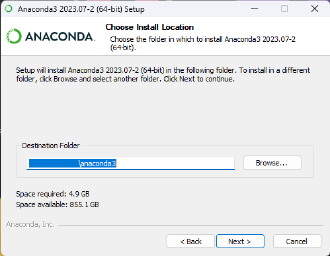 Anaconda3 2023.07-2 (64-bit) Setup
ANACONDA.
Choose Install Location
Choose the folder in which to install Anaconda3 2023.07-2
(64-bit).
Setup will install Anaconda3 2023.07-2 (64-bit) in the following folder. To install in a different
folder, click Browse and select another folder. Click Next to continue.
Destination Folder
\anaconda3
Browse...
Space required: 4.9 GB
Space available: 855.1 GB
Anaconda, Inc.
< Back
Next >
Cancel